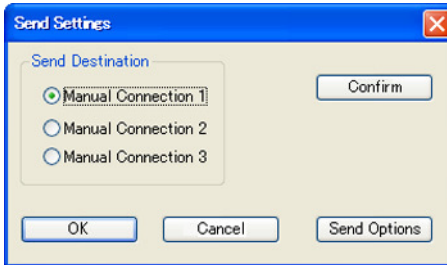 Send Settings
Send Destination
Manual Connection 1
Confirm
Manual Connection 2
Manual Connection 3
OK
Cancel
Send Options